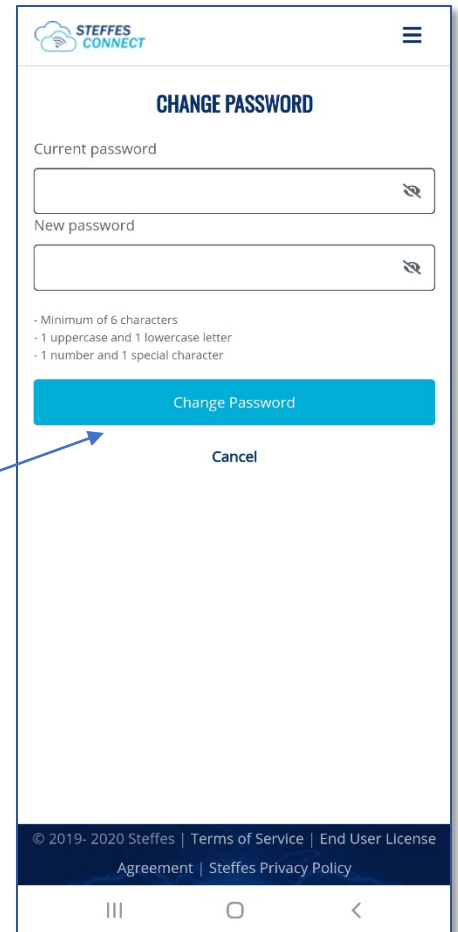 STEFFES
CONNECT
CHANGE PASSWORD
Current password
New password
- Minimum of 6 characters
- 1 uppercase and 1 lowercase letter
- 1 number and 1 special character
Change Password
Cancel
© 2019- 2020 Steffes | Terms of Service | End User License
Agreement | Steffes Privacy Policy